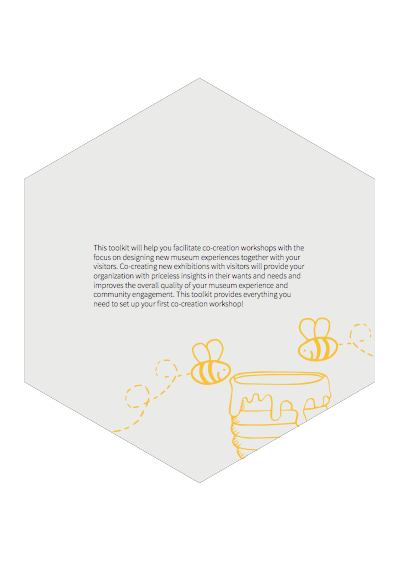 This toolkit will help you facilitate co-creation workshops with the
focus on designing new museum experiences together with your
visitors. Co-creating new exhibitions with visitors will provide your
organization with priceless insights in their wants and needs and
improves the overall quality of your museum experience and
community engagement. This toolkit provides everything you
need to set up your first co-creation workshop!